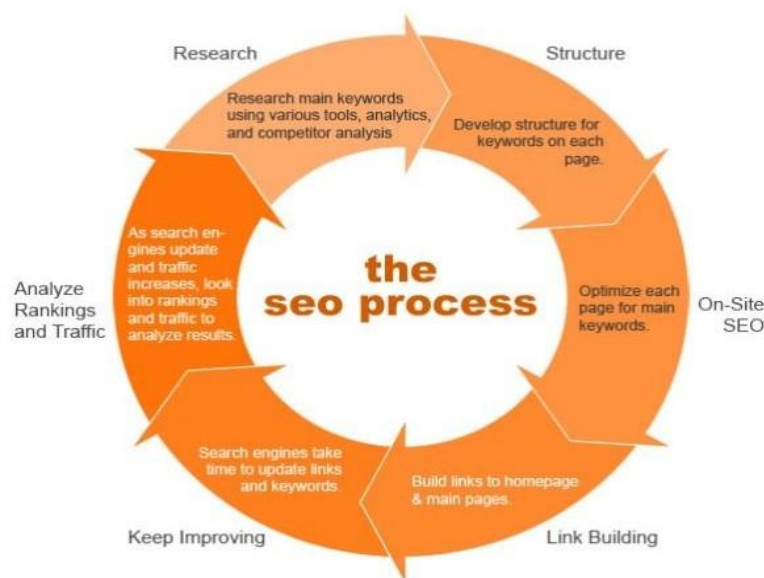 Research
Research main keywords
using various tools, analytics,
and competitor analysis
Structure
Develop structure for
keywords on each
page.
On-Site
SEO
Optimize each
page for main
keywords.
Link Building
Build links to homepage
& main pages.
Keep Improving
Search engines take
time to update links
and keywords.
Analyze
Rankings
and Traffic
As search en-
gines update
and traffic
increases, look
into rankings
and traffic to
analyze results.
the
seo process